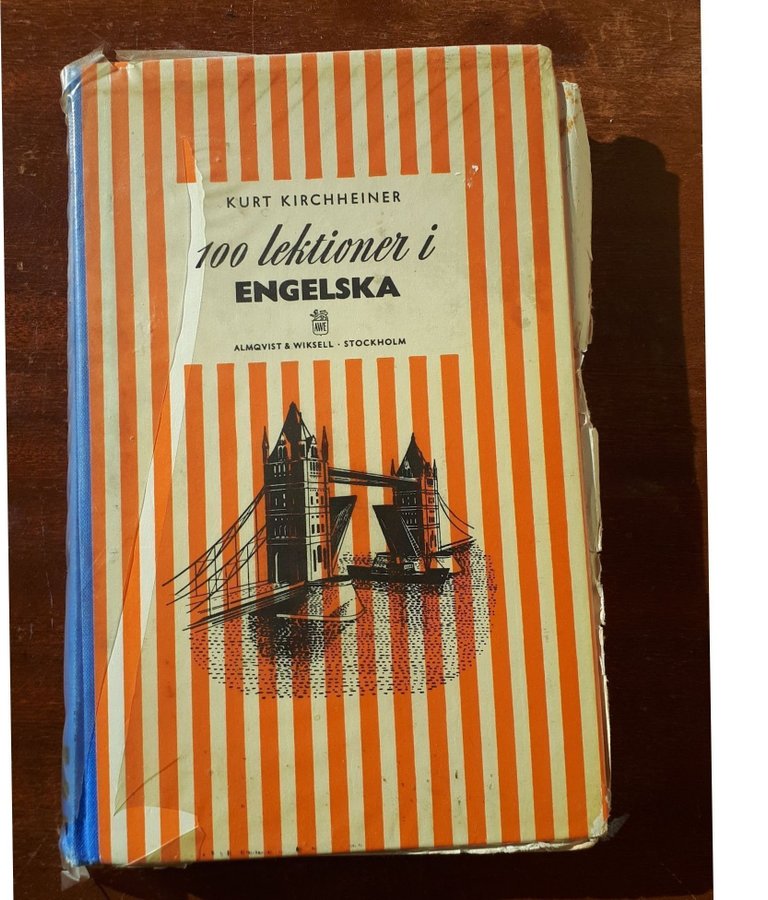 KURT KIRCHHEINER
100 lektioner i
ENGELSKA
AWE
ALMQVIST & WIKSELL · STOCKHOLM